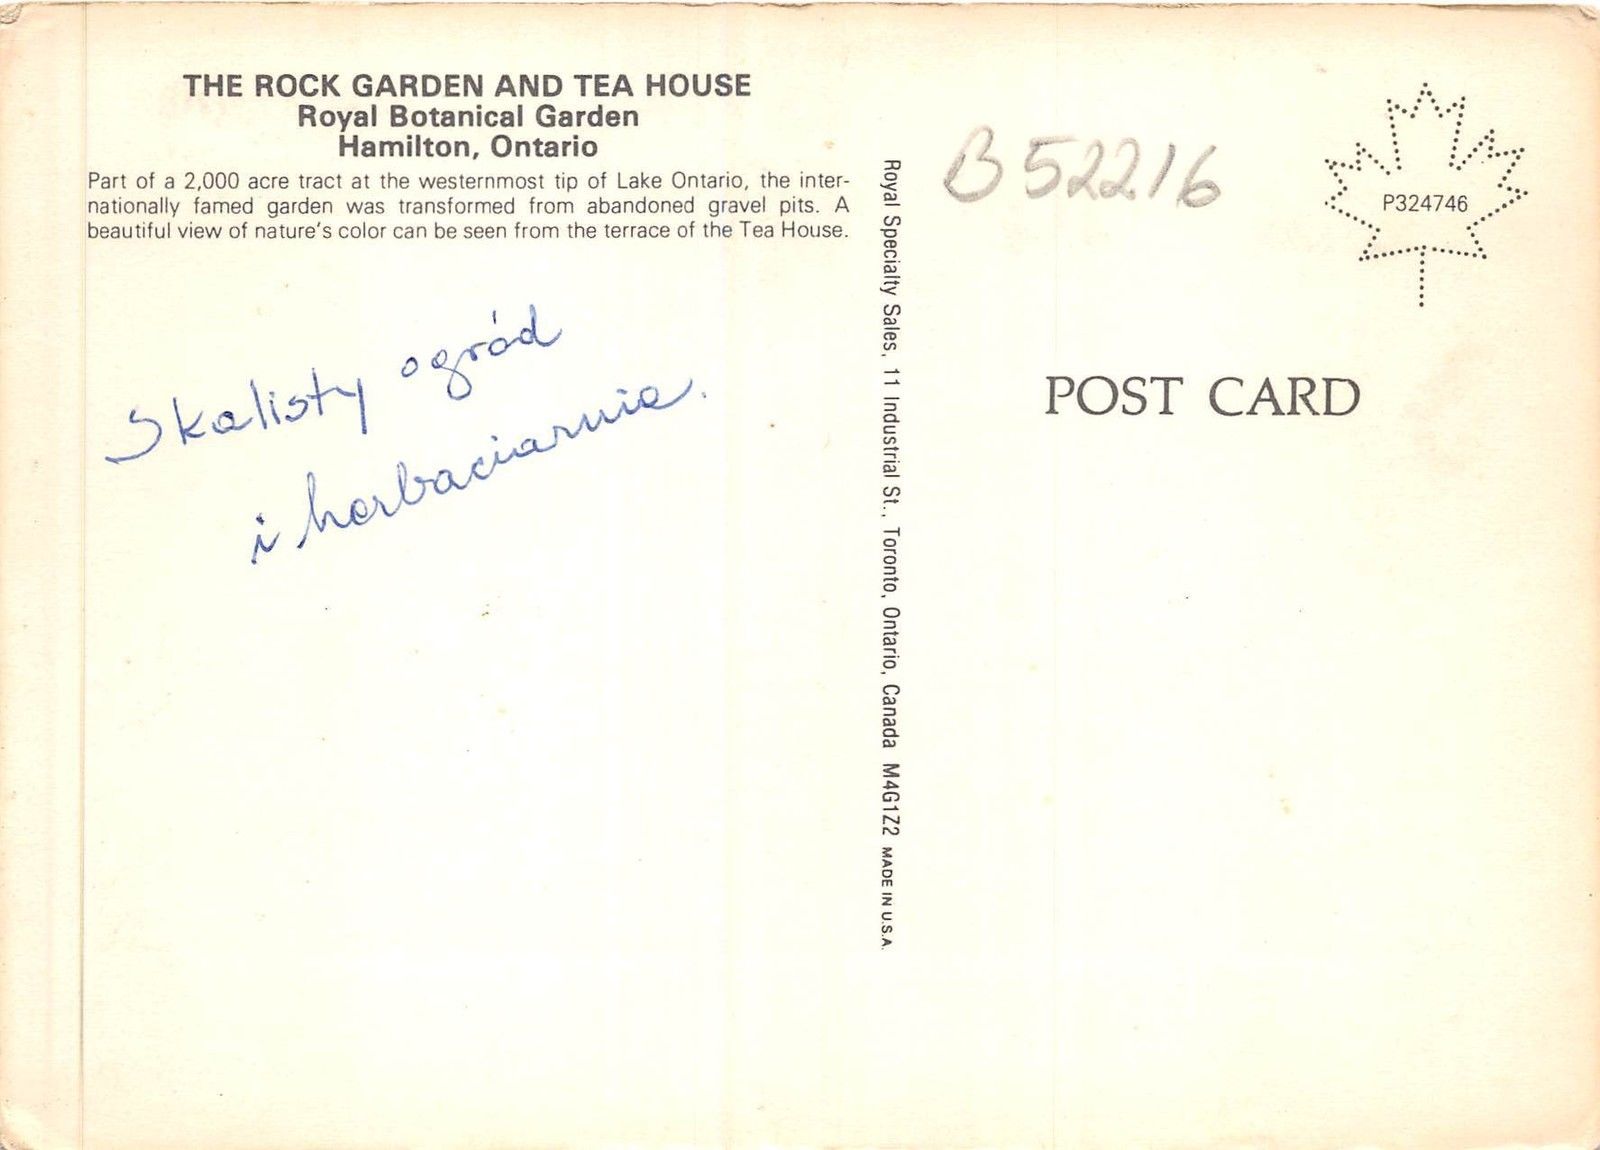 THE ROCK GARDEN AND TEA HOUSE
Royal Botanical Garden
Hamilton, Ontario
Part of a 2,000 acre tract at the westernmost tip of Lake Ontario, the inter-
nationally famed garden was transformed from abandoned gravel pits. A
beautiful view of nature's color can be seen from the terrace of the Tea House.
Skalisty ogród
i herbaciarnia.
Royal Specialty Sales, 11 Industrial St., Toronto, Ontario, Canada M4G1Z2 MADE IN U.S.A.
B 52216
P324746
POST CARD